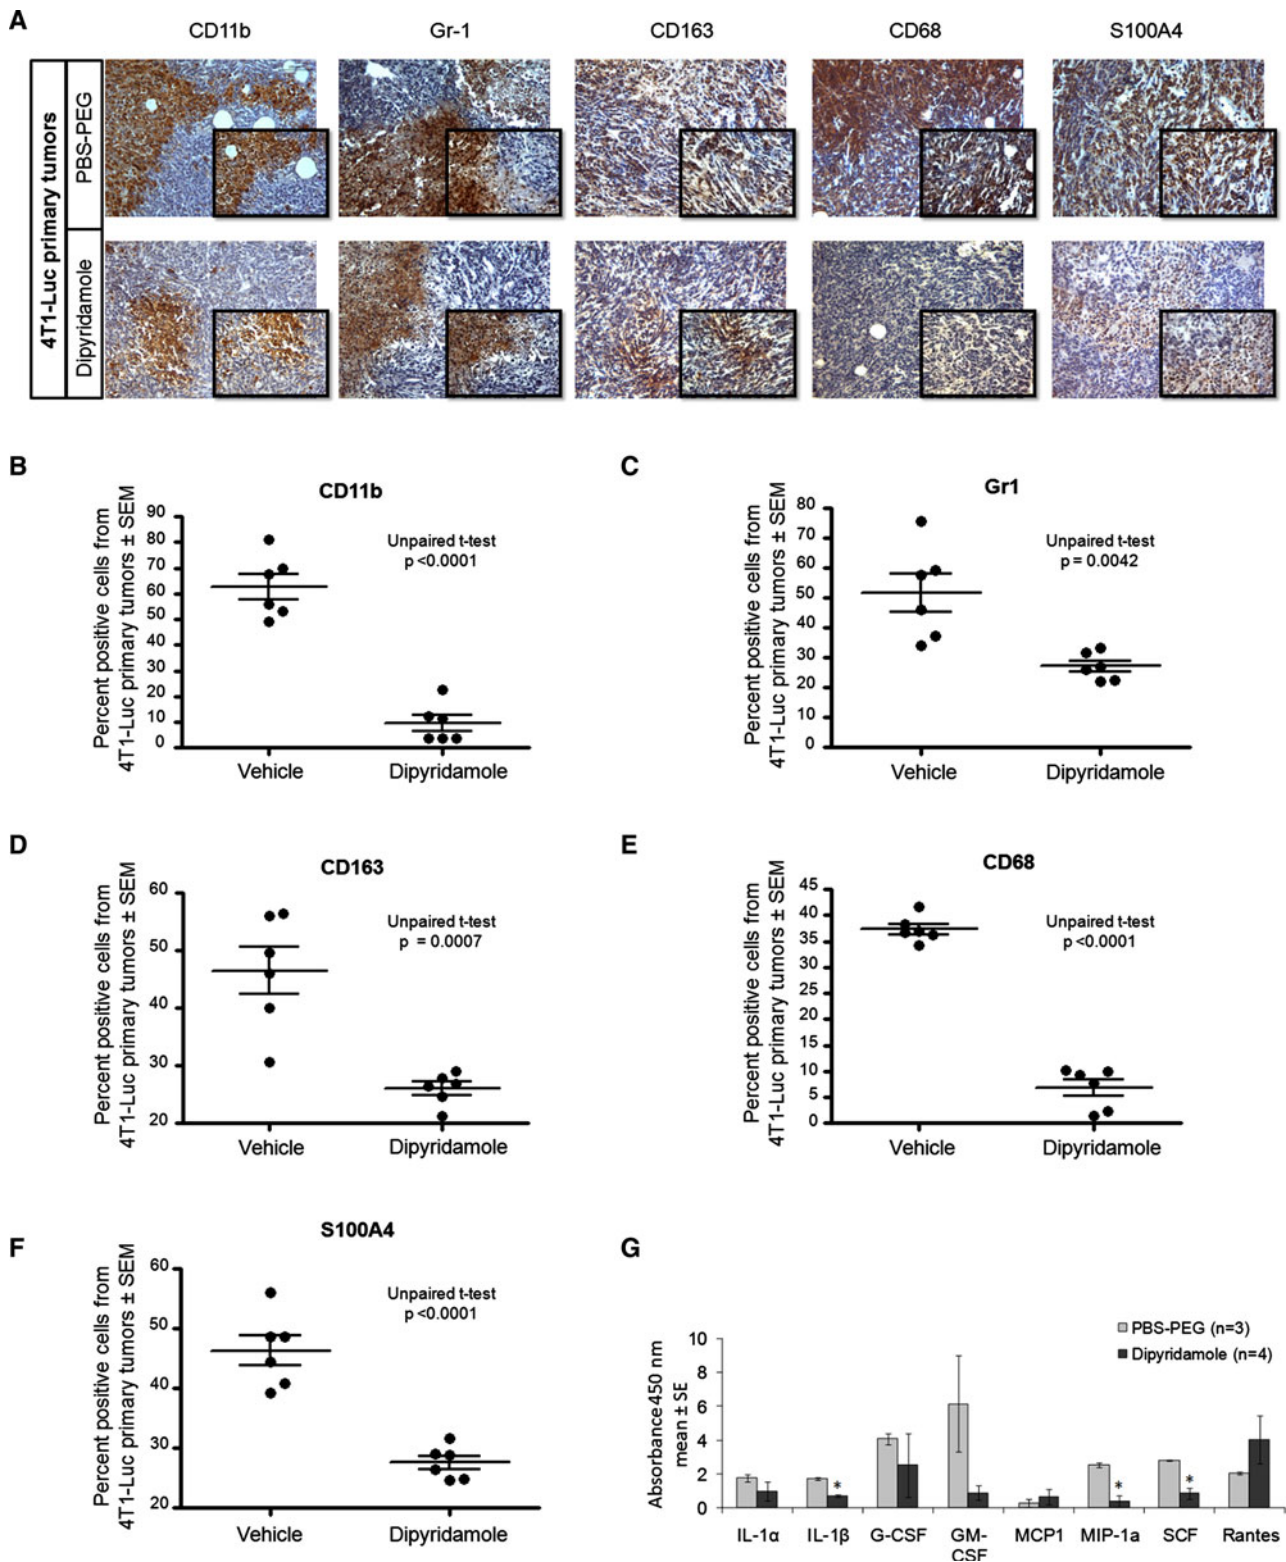 A
CD11b Gr-1 CD163 CD68 S100A4
4T1-Luc primary tumors
PBS-PEG
Dipyridamole
B
CD11b
Percent positive cells from
4T1-Luc primary tumors ± SEM
90
80
70
60
50
40
30
20
10
0
Unpaired t-test
p <0.0001
Vehicle Dipyridamole
C
Gr1
Percent positive cells from
4T1-Luc primary tumors ± SEM
80
70
60
50
40
30
20
10
0
Unpaired t-test
p = 0.0042
Vehicle Dipyridamole
D
CD163
Percent positive cells from
4T1-Luc primary tumors ± SEM
60
50
40
30
20
Unpaired t-test
p = 0.0007
Vehicle Dipyridamole
E
CD68
Percent positive cells from
4T1-Luc primary tumors ± SEM
45
40
35
30
25
20
15
10
5
0
Unpaired t-test
p <0.0001
Vehicle Dipyridamole
F
S100A4
Percent positive cells from
4T1-Luc primary tumors ± SEM
60
50
40
30
20
Unpaired t-test
p <0.0001
Vehicle Dipyridamole
G
Absorbance 450 nm
mean ± SE
10
8
6
4
2
0
PBS-PEG (n=3)
Dipyridamole (n=4)
* * *
IL-1α IL-1β G-CSF GM- MCP1 MIP-1a SCF Rantes
CSF